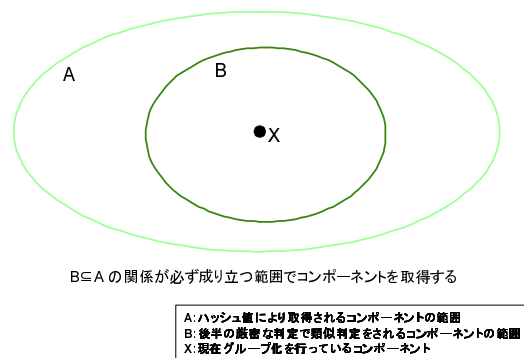 A
B
X
B⊆A の関係が必ず成り立つ範囲でコンポーネントを取得する
A:ハッシュ値により取得されるコンポーネントの範囲
B:後半の厳密な判定で類似判定をされるコンポーネントの範囲
X:現在グループ化を行っているコンポーネント